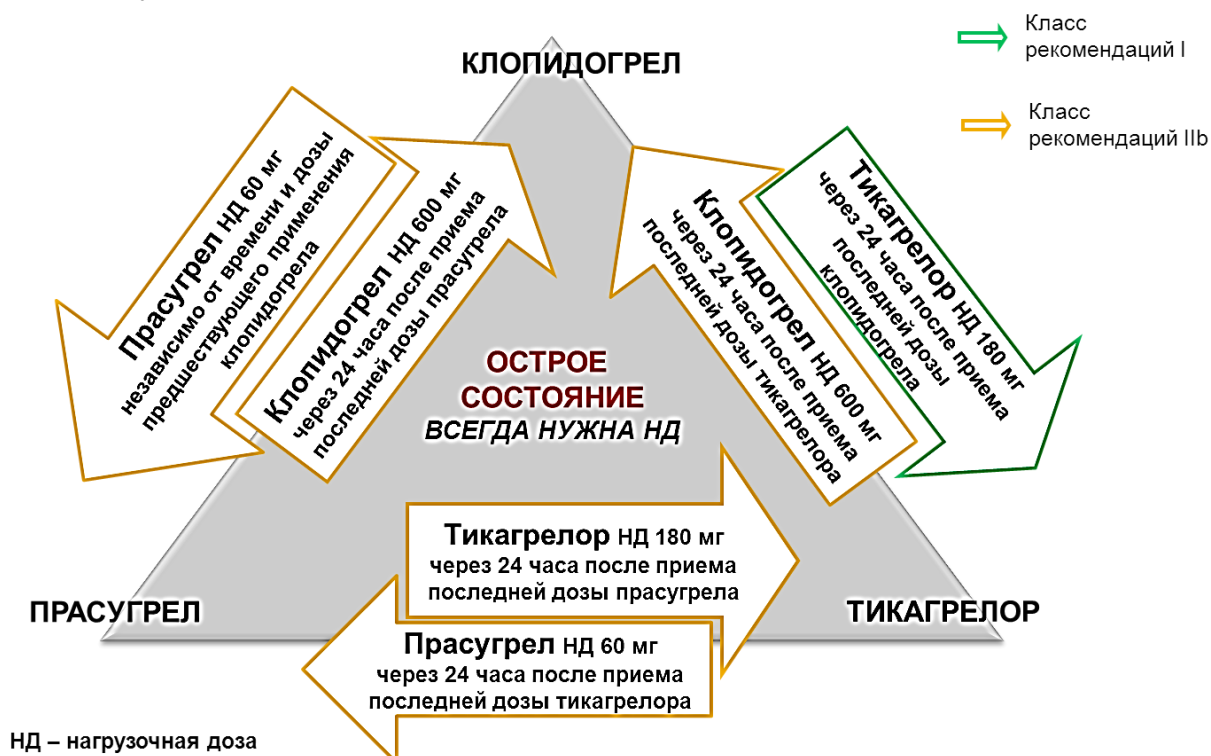 КЛОПИДОГРЕЛ
Класс
рекомендаций I
Класс
рекомендаций IIb
Прасугрел НД 60 мг
независимо от времени и дозы
предшествующего применения
клопидогрела
Клопидогрел НД 600 мг
через 24 часа после приема
последней дозы прасугрела
Клопидогрел НД 600 мг
через 24 часа после приема
последней дозы тикагрелора
Тикагрелор НД 180 мг
через 24 часа после приема
последней дозы
клопидогрела
ОСТРОЕ
СОСТОЯНИЕ
ВСЕГДА НУЖНА НД
Тикагрелор НД 180 мг
через 24 часа после приема
последней дозы прасугрела
ПРАСУГРЕЛ
ТИКАГРЕЛОР
Прасугрел НД 60 мг
через 24 часа после приема
последней дозы тикагрелора
НД – нагрузочная доза